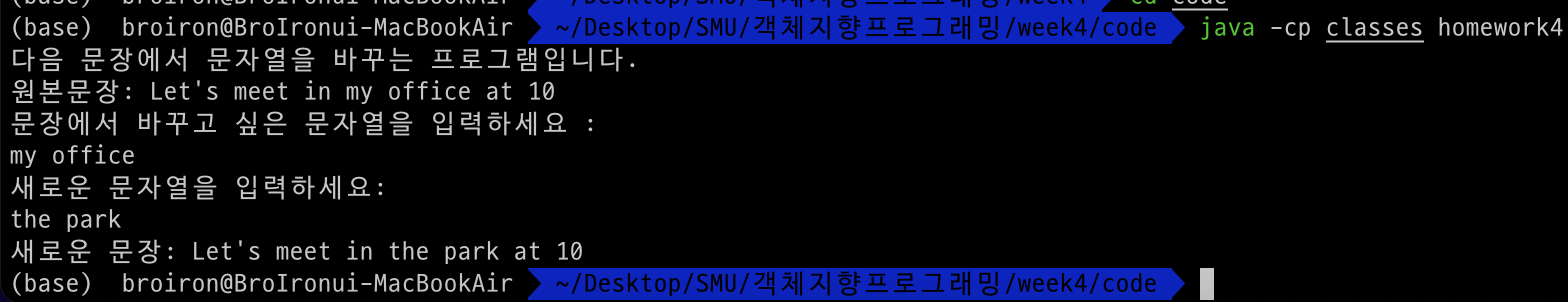 (base) broiron@BroIronui-MacBookAir ~/Desktop/SMU/객체지향프로그래밍/week4 cd code
(base) broiron@BroIronui-MacBookAir ~/Desktop/SMU/객체지향프로그래밍/week4/code java -cp classes homework4
다음 문장에서 문자열을 바꾸는 프로그램입니다.
원본문장: Let's meet in my office at 10
문장에서 바꾸고 싶은 문자열을 입력하세요 :
my office
새로운 문자열을 입력하세요:
the park
새로운 문장: Let's meet in the park at 10
(base) broiron@BroIronui-MacBookAir ~/Desktop/SMU/객체지향프로그래밍/week4/code